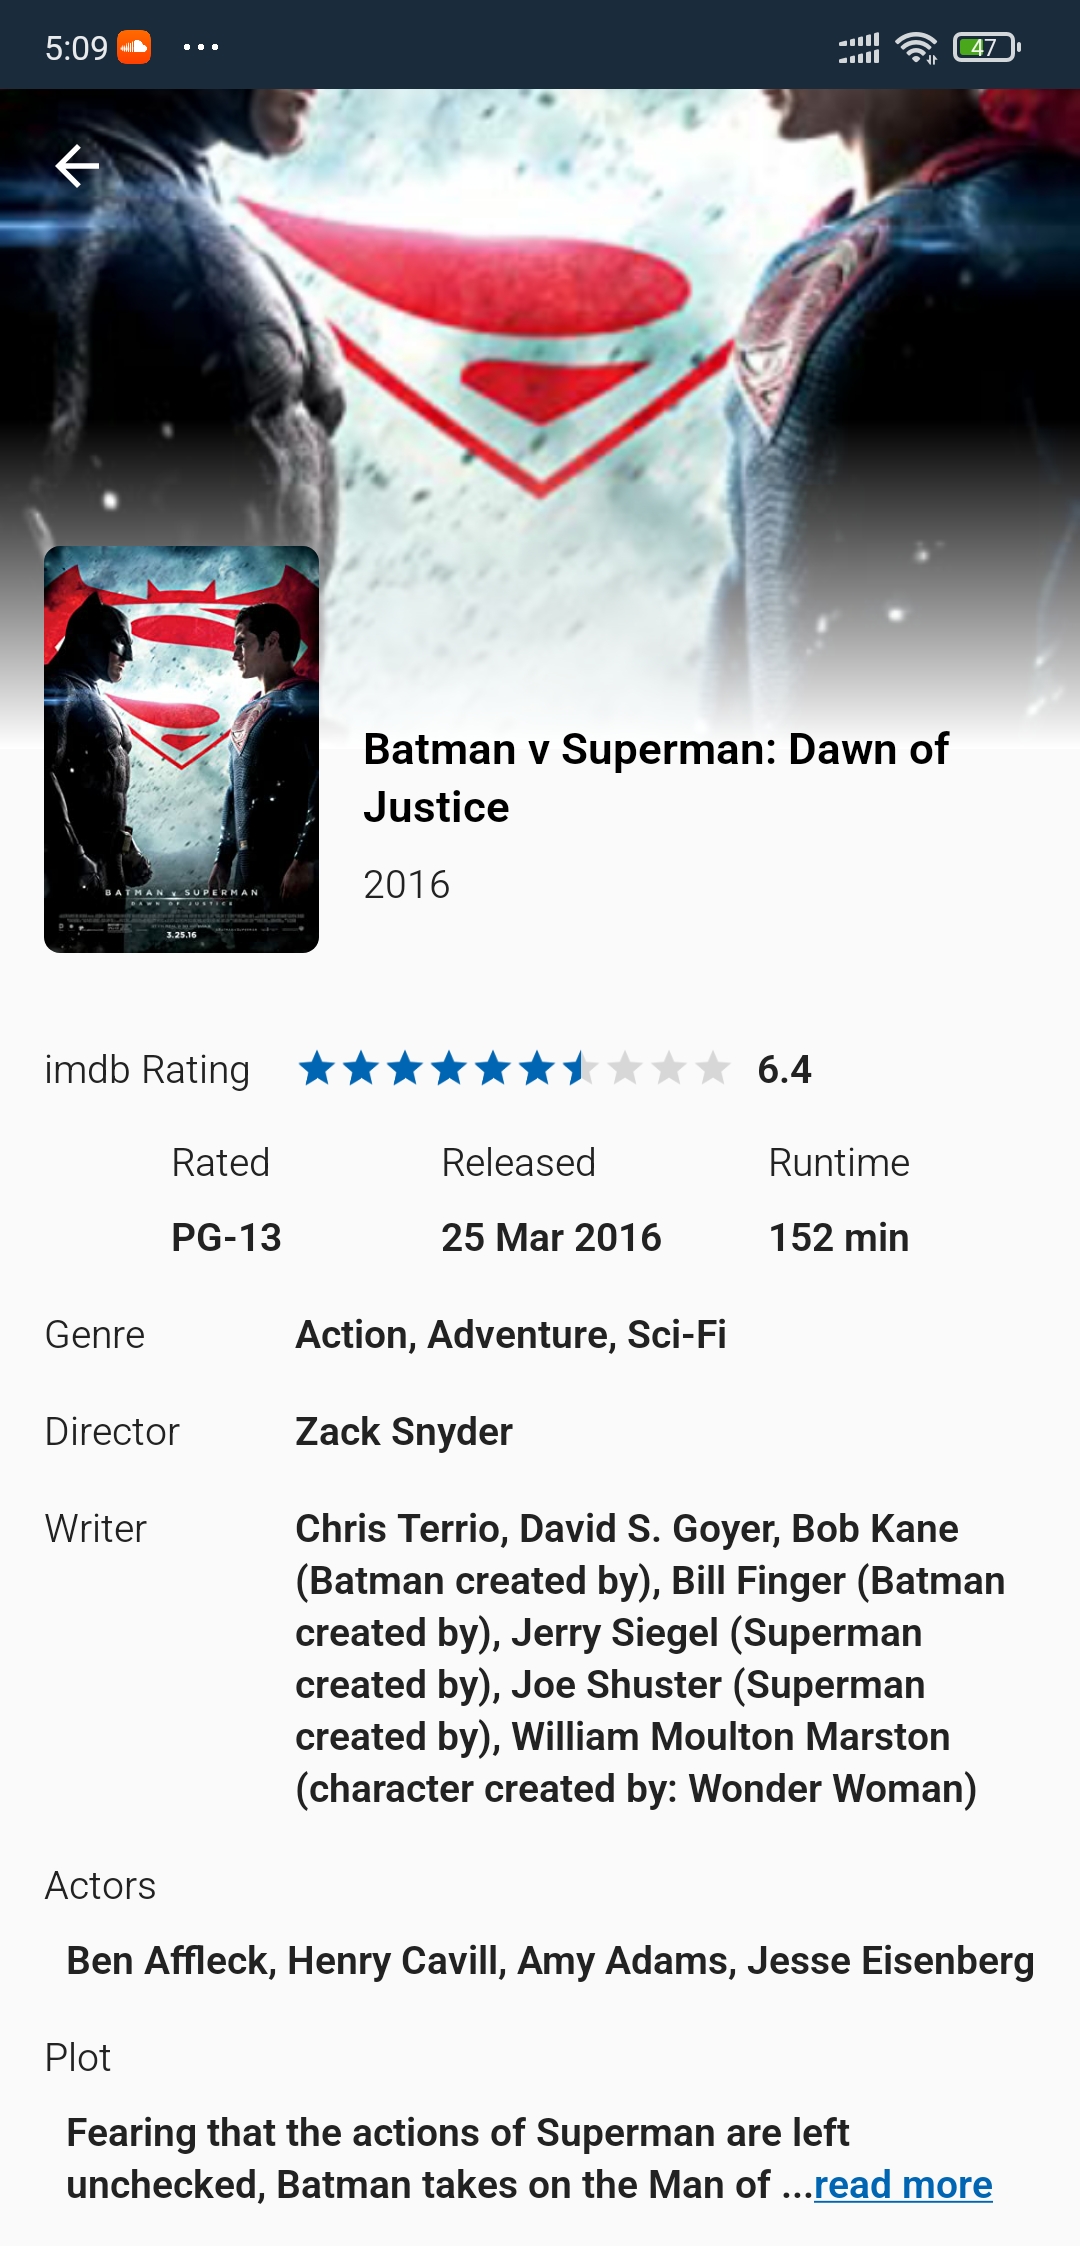 5:09
47
BATMAN v SUPERMAN
DAWN OF JUSTICE
3.25.16
Batman v Superman: Dawn of
Justice
2016
imdb Rating 6.4
Rated Released Runtime
PG-13 25 Mar 2016 152 min
Genre Action, Adventure, Sci-Fi
Director Zack Snyder
Writer Chris Terrio, David S. Goyer, Bob Kane
(Batman created by), Bill Finger (Batman
created by), Jerry Siegel (Superman
created by), Joe Shuster (Superman
created by), William Moulton Marston
(character created by: Wonder Woman)
Actors
Ben Affleck, Henry Cavill, Amy Adams, Jesse Eisenberg
Plot
Fearing that the actions of Superman are left
unchecked, Batman takes on the Man of ...read more